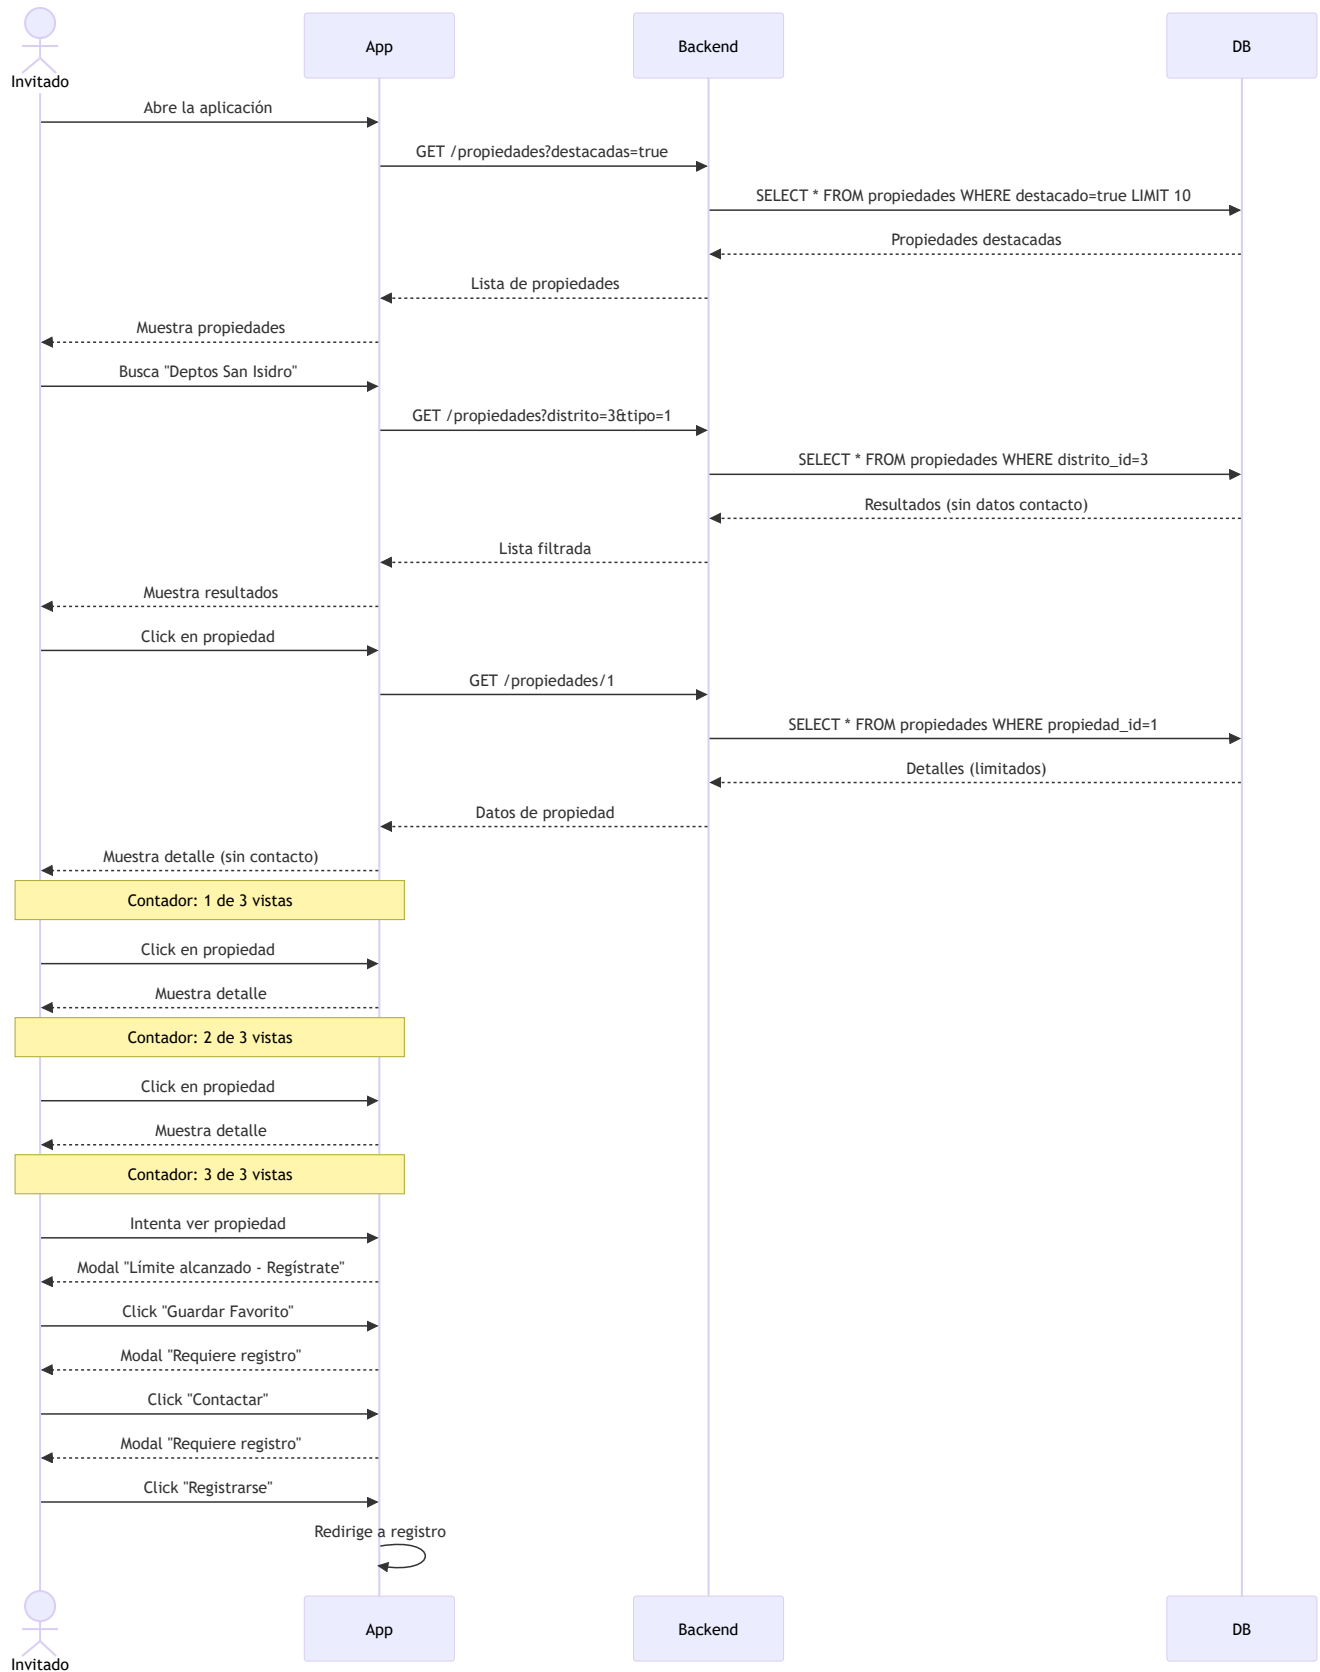 Invitado
App
Backend
DB
Abre la aplicación
GET /propiedades?destacadas=true
SELECT * FROM propiedades WHERE destacado=true LIMIT 10
Propiedades destacadas
Lista de propiedades
Muestra propiedades
Busca "Deptos San Isidro"
GET /propiedades?distrito=3&tipo=1
SELECT * FROM propiedades WHERE distrito_id=3
Resultados (sin datos contacto)
Lista filtrada
Muestra resultados
Click en propiedad
GET /propiedades/1
SELECT * FROM propiedades WHERE propiedad_id=1
Detalles (limitados)
Datos de propiedad
Muestra detalle (sin contacto)
Contador: 1 de 3 vistas
Click en propiedad
Muestra detalle
Contador: 2 de 3 vistas
Click en propiedad
Muestra detalle
Contador: 3 de 3 vistas
Intenta ver propiedad
Modal "Límite alcanzado - Regístrate"
Click "Guardar Favorito"
Modal "Requiere registro"
Click "Contactar"
Modal "Requiere registro"
Click "Registrarse"
Redirige a registro
Invitado
App
Backend
DB